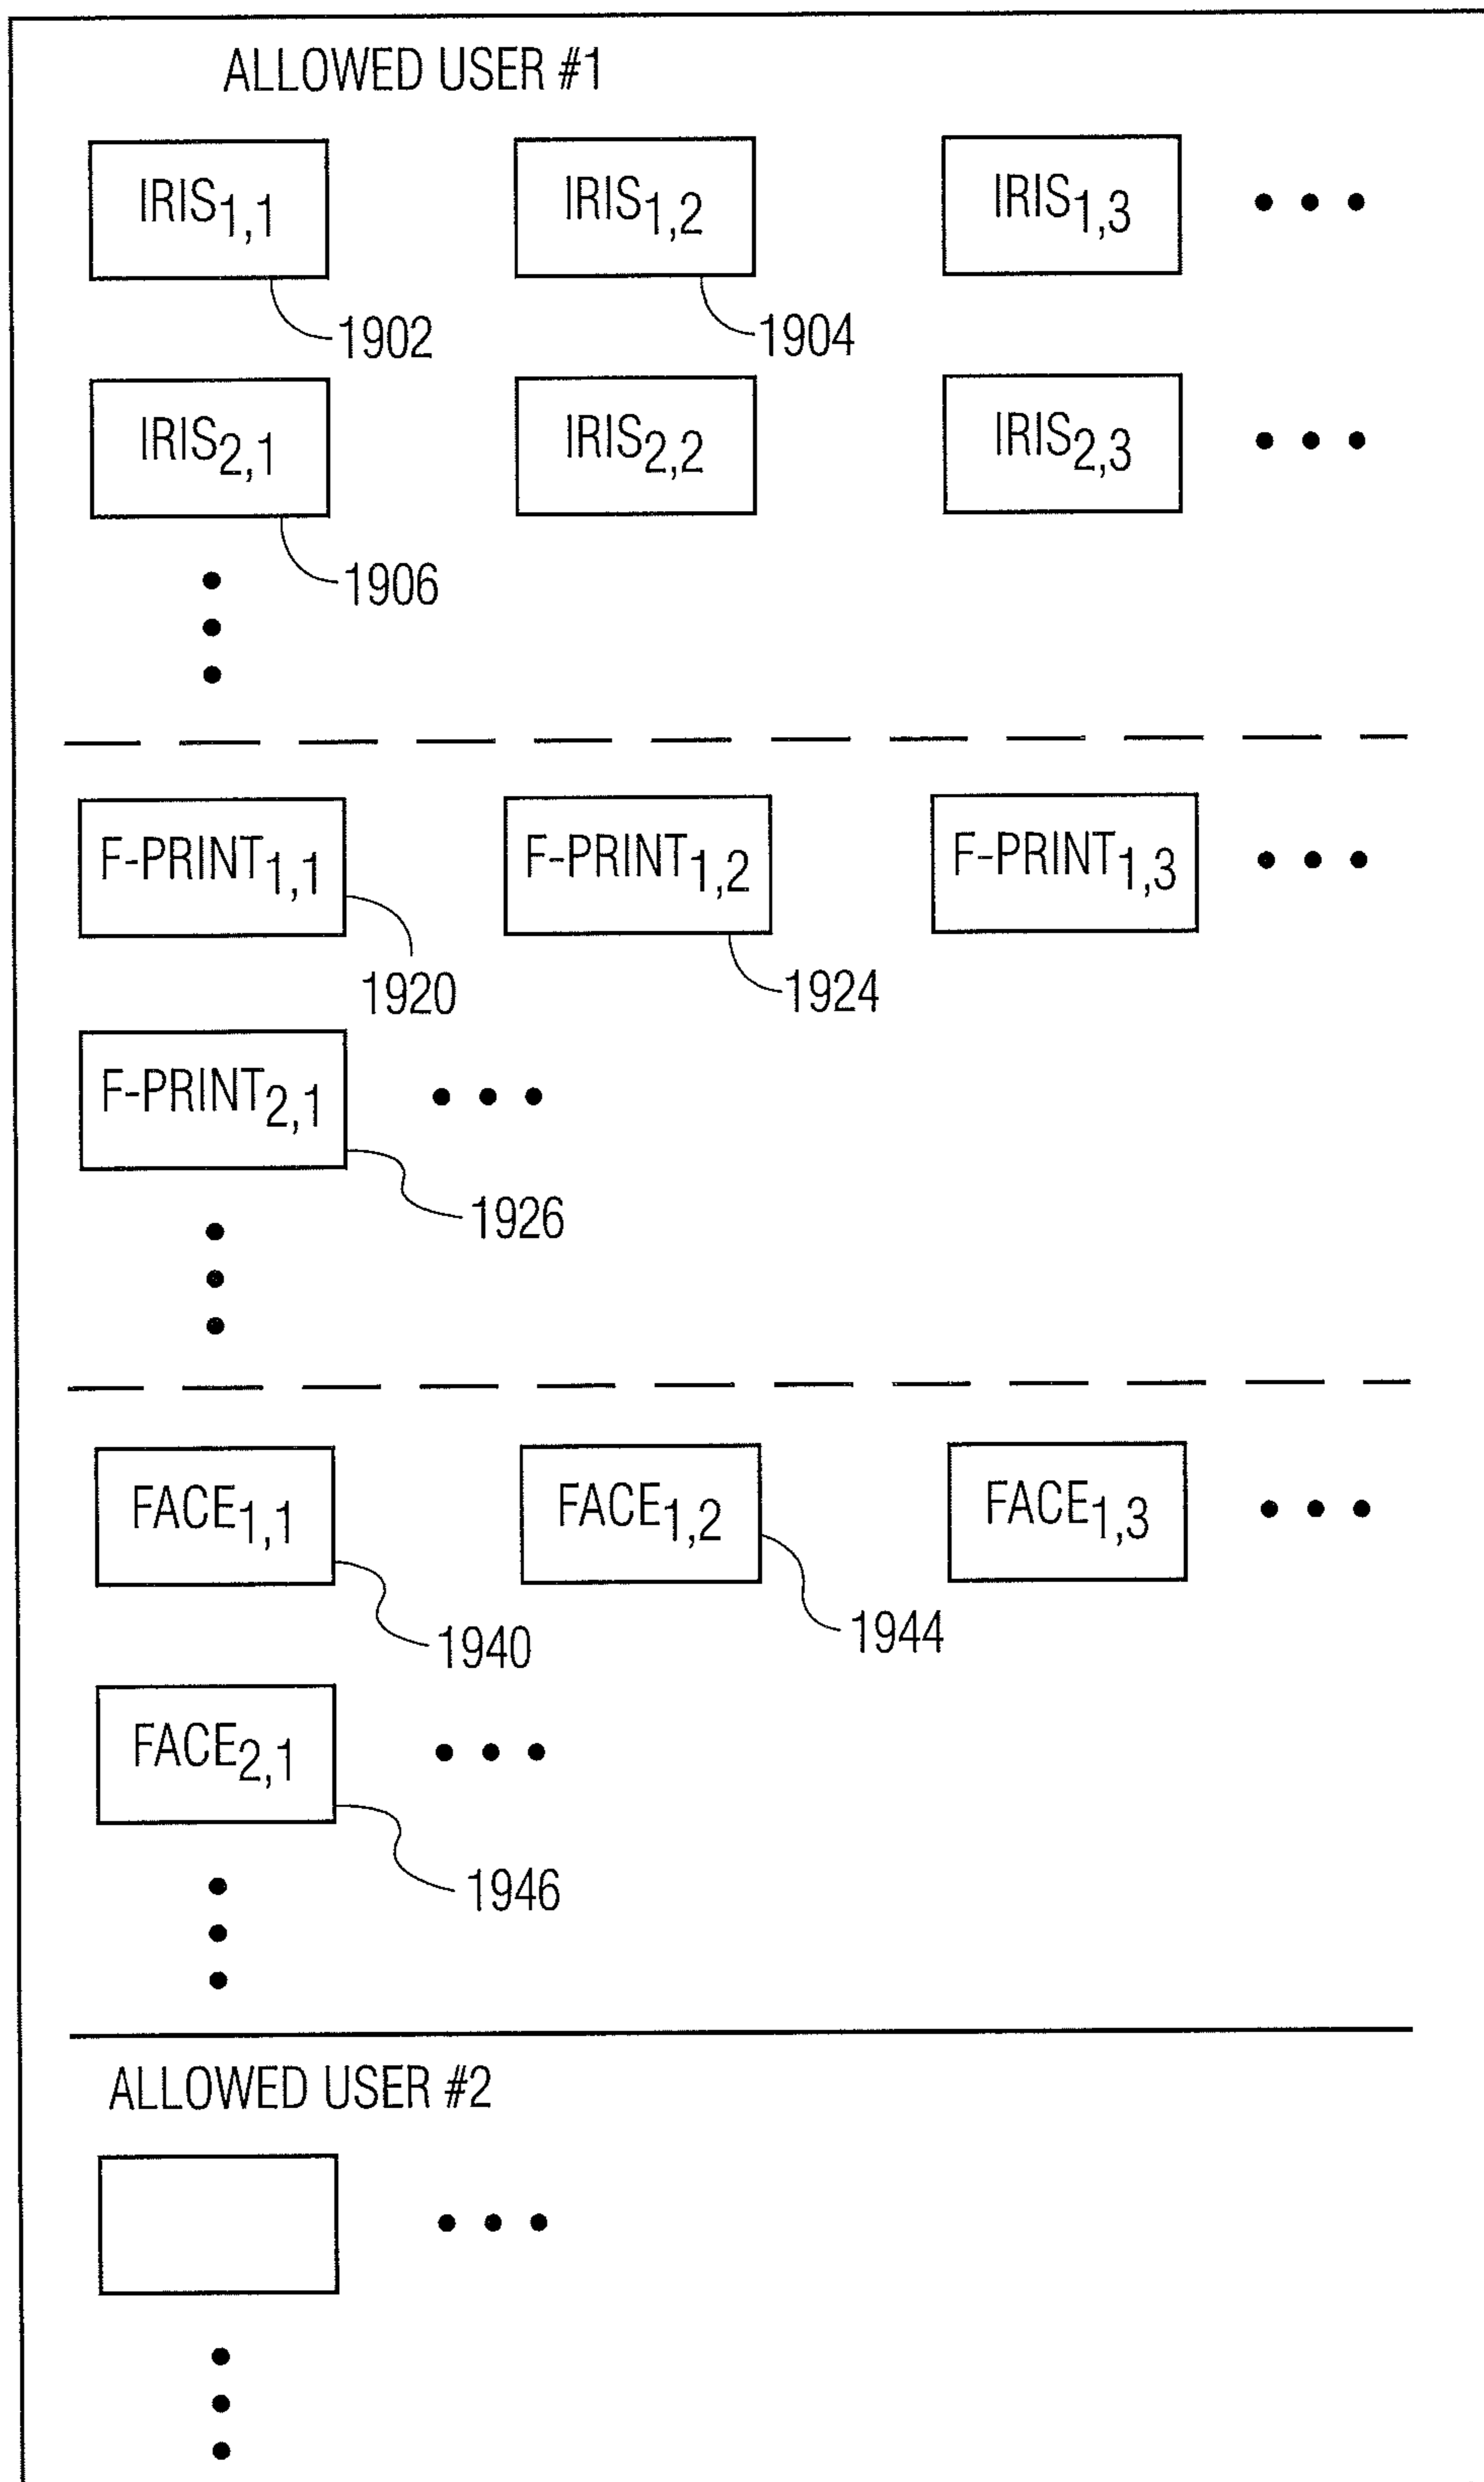 ALLOWED USER #1
IRIS1,1 IRIS1,2 IRIS1,3
1902 1904
IRIS2,1 IRIS2,2 IRIS2,3
1906
F-PRINT1,1 F-PRINT1,2 F-PRINT1,3
1920 1924
F-PRINT2,1
1926
FACE1,1 FACE1,2 FACE1,3
1940 1944
FACE2,1
1946
ALLOWED USER #2